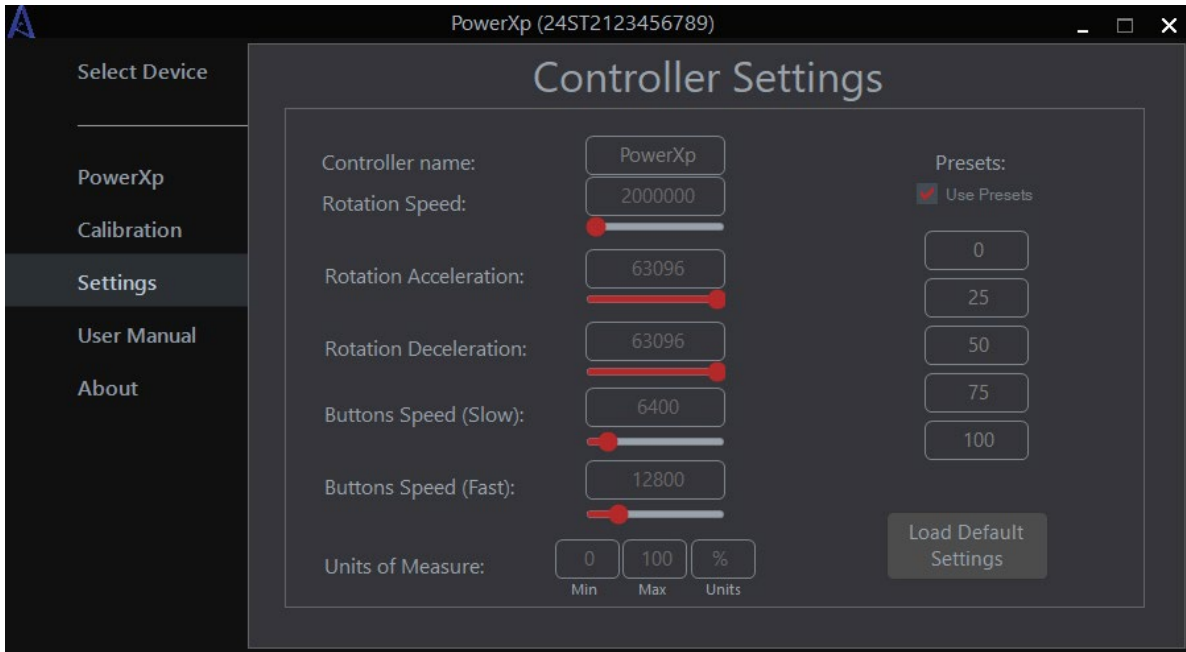 PowerXp (24ST2123456789)
Select Device
PowerXp
Calibration
Settings
User Manual
About
Controller Settings
Controller name:
PowerXp
Rotation Speed:
2000000
Rotation Acceleration:
63096
Rotation Deceleration:
63096
Buttons Speed (Slow):
6400
Buttons Speed (Fast):
12800
Units of Measure:
0
100
%
Min
Max
Units
Presets:
Use Presets
0
25
50
75
100
Load Default
Settings